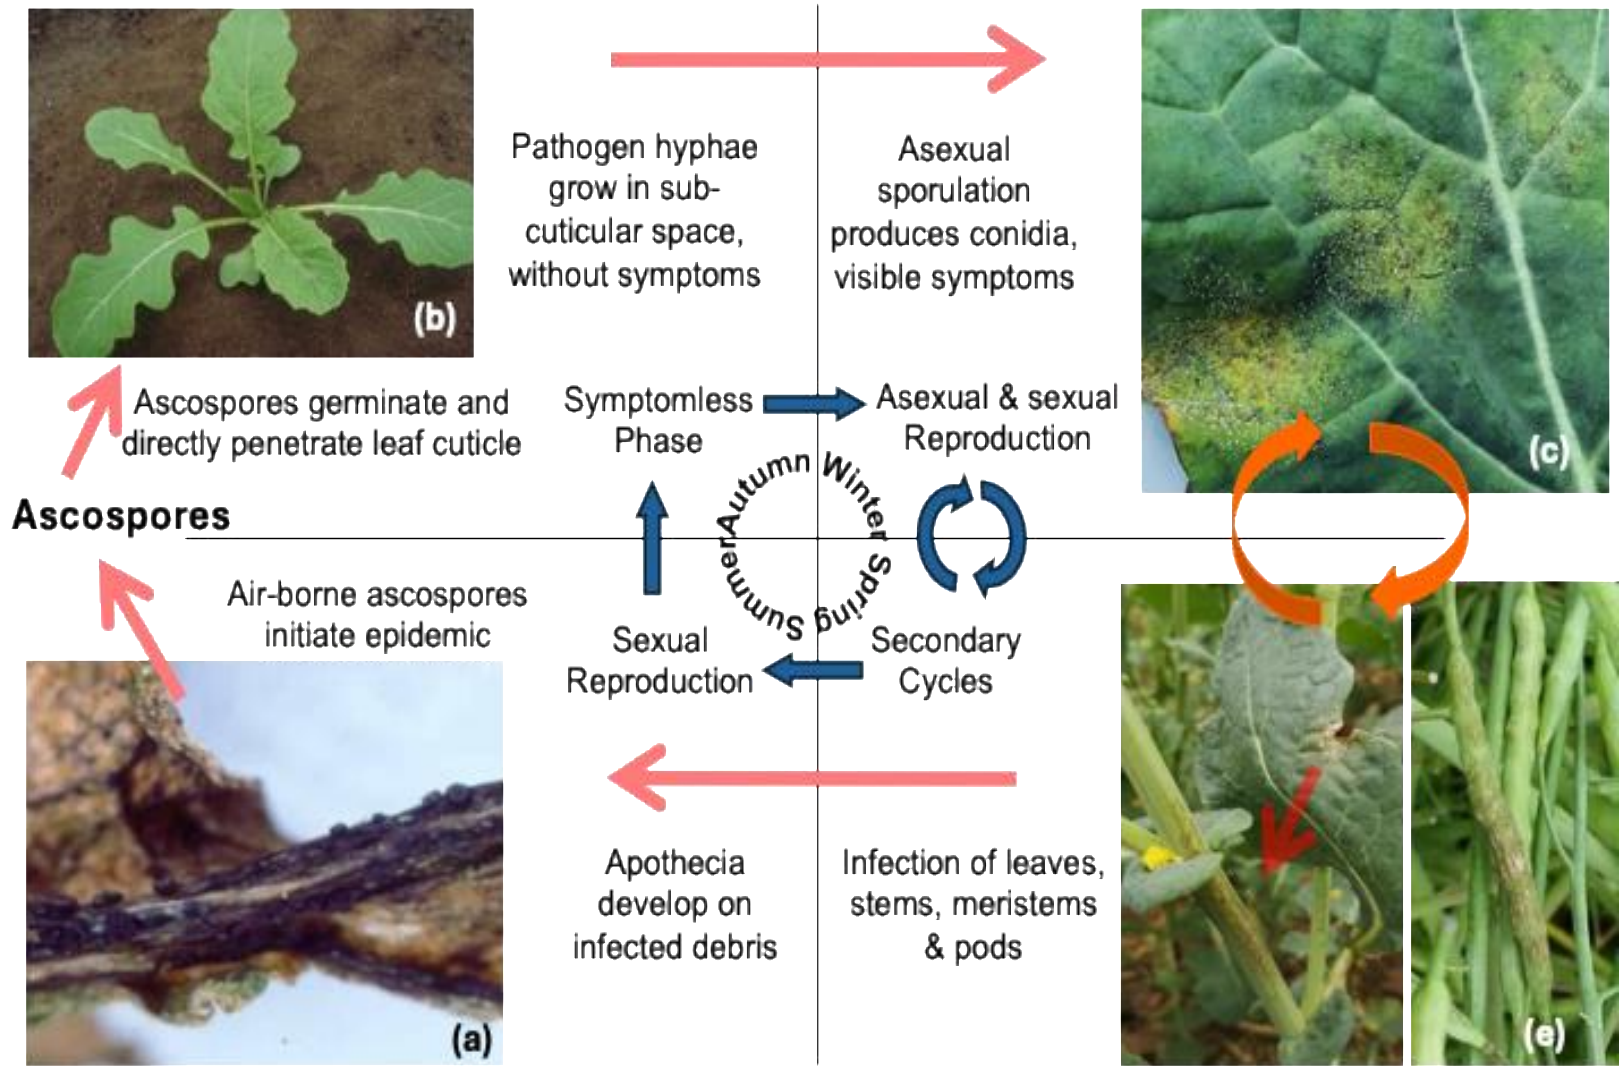 Pathogen hyphae
grow in sub-
cuticular space,
without symptoms
Asexual
sporulation
produces conidia,
visible symptoms
(b)
(c)
Ascospores germinate and
directly penetrate leaf cuticle
Symptomless
Phase
Asexual & sexual
Reproduction
Ascospores
Autumn Winter Spring Summer
Air-borne ascospores
initiate epidemic
Sexual
Reproduction
Secondary
Cycles
Apothecia
develop on
infected debris
Infection of leaves,
stems, meristems
& pods
(a)
(e)